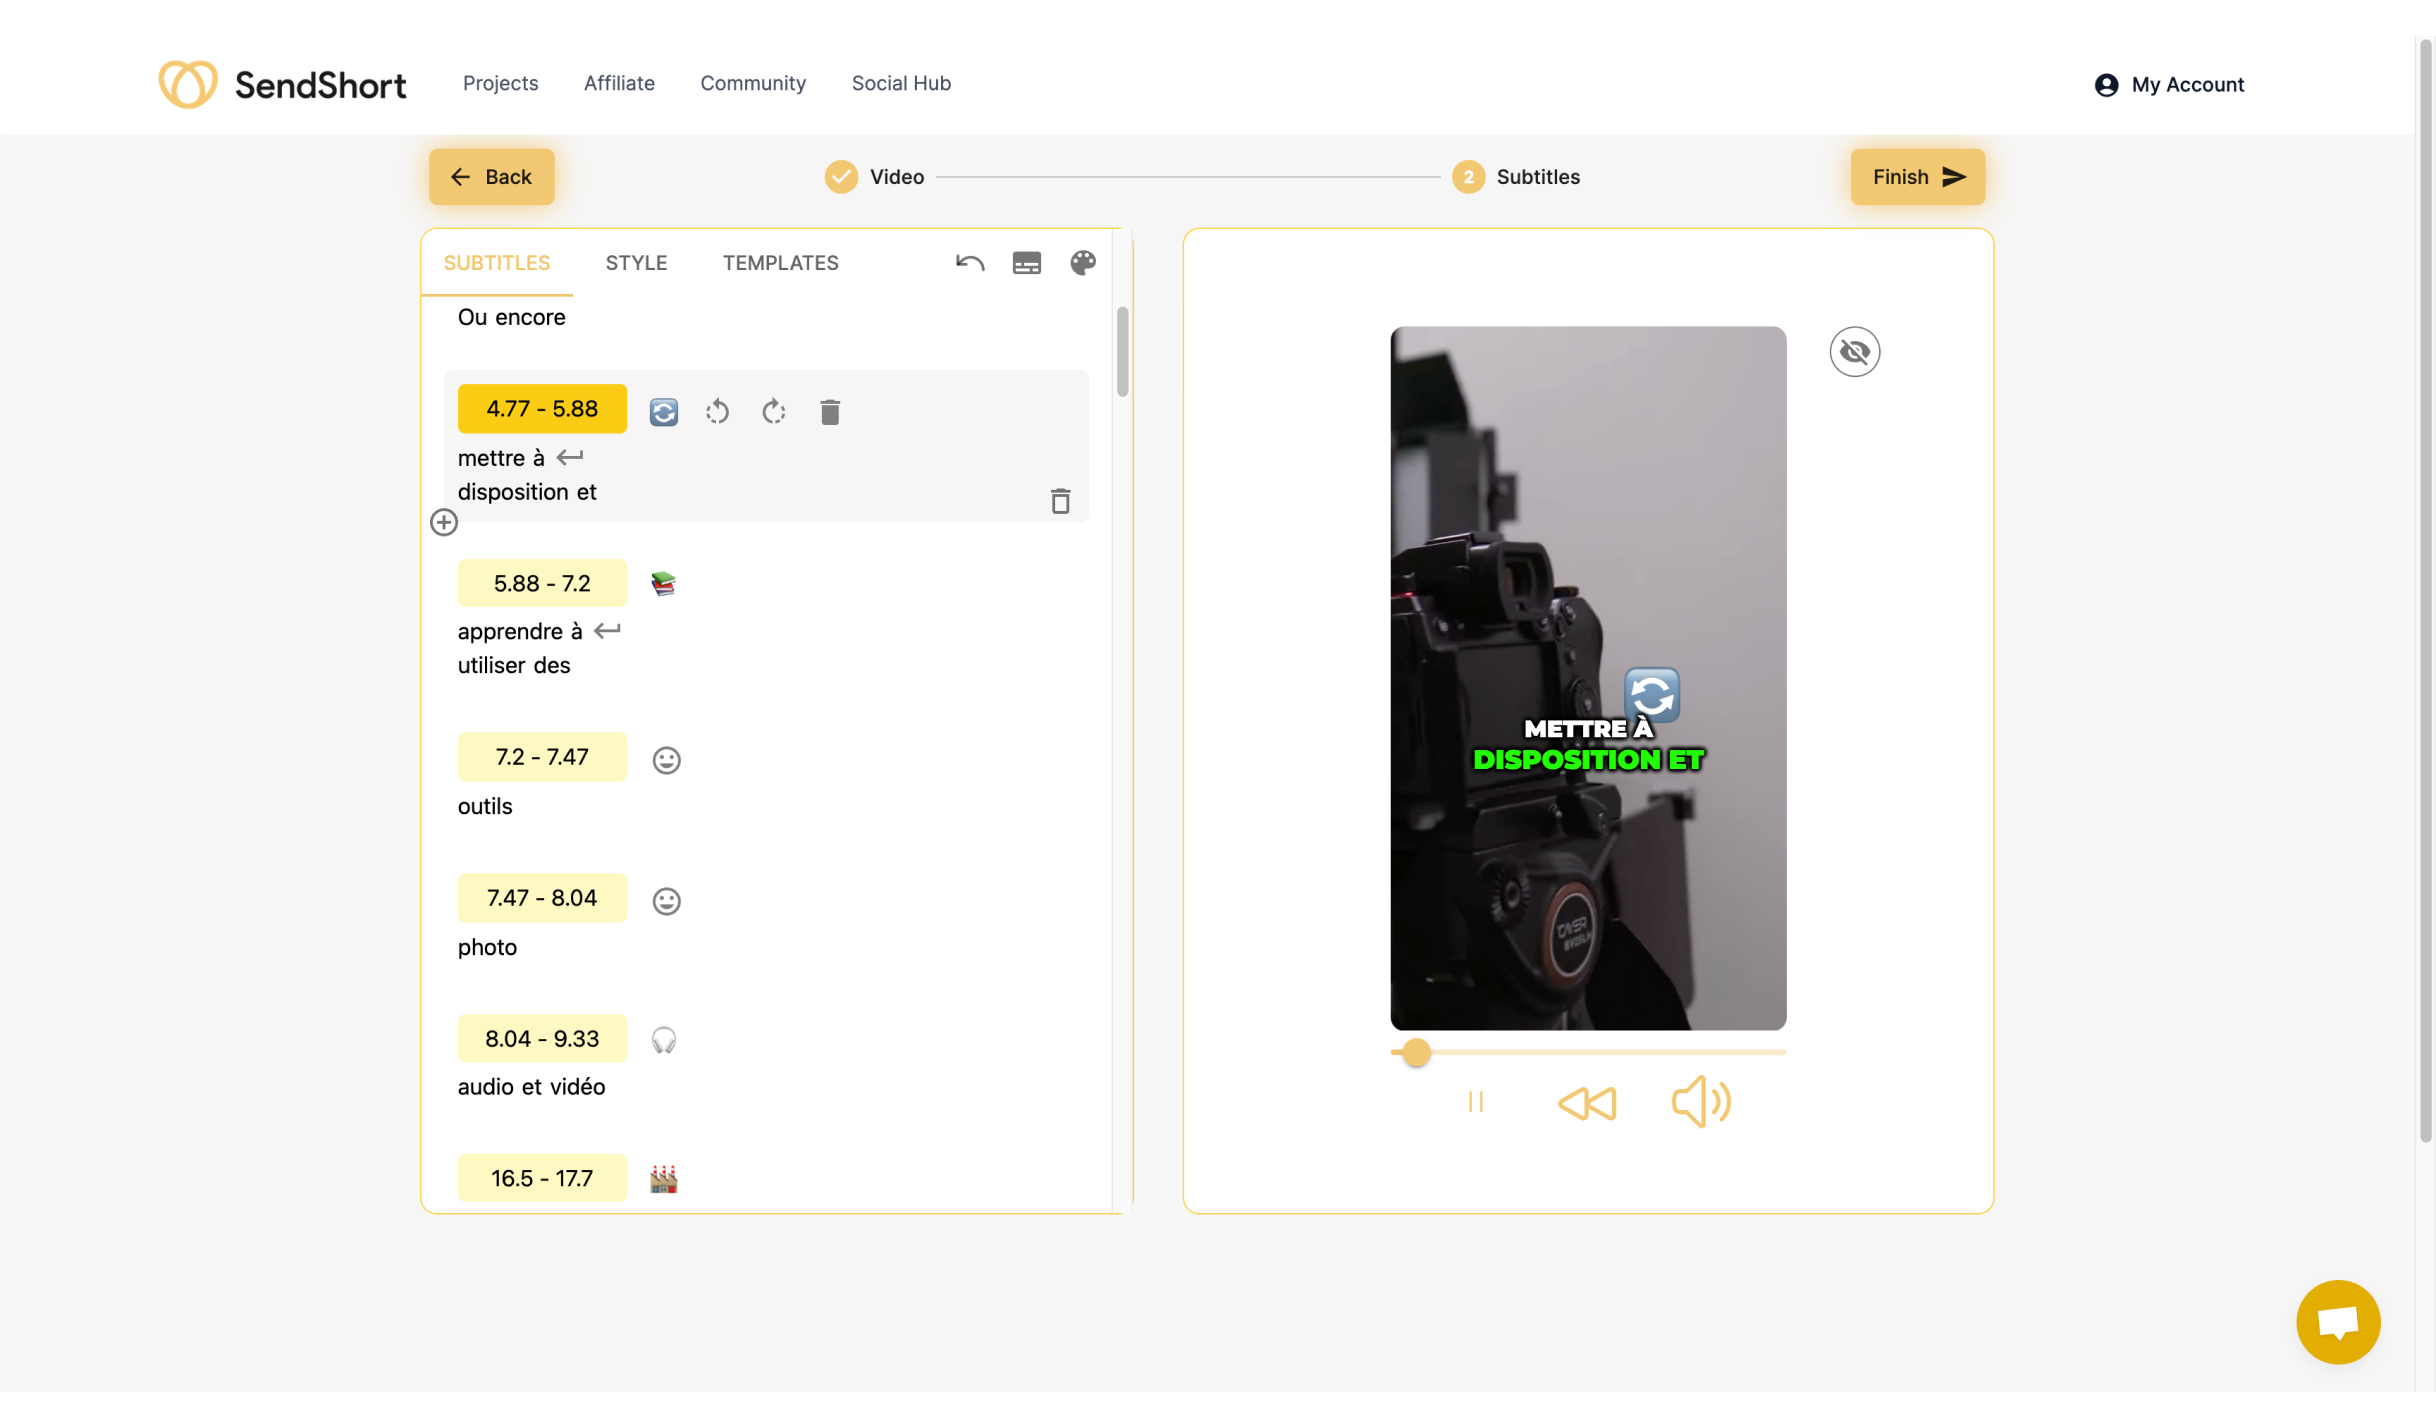 SendShort
Projects
Affiliate
Community
Social Hub
My Account
Back
Video
2
Subtitles
Finish
SUBTITLES
STYLE
TEMPLATES
Ou encore
4.77 - 5.88
mettre à
disposition et
5.88 - 7.2
apprendre à
utiliser des
7.2 - 7.47
outils
7.47 - 8.04
photo
8.04 - 9.33
audio et vidéo
16.5 - 17.7
METTRE À
DISPOSITION ET